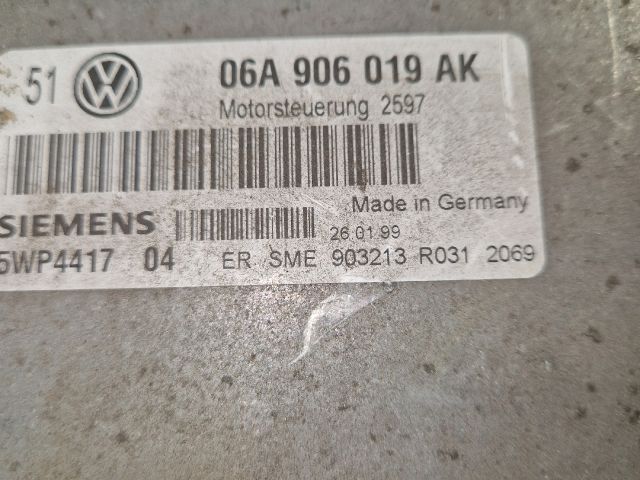 51 VW 06A 906 019 AK
Motorsteuerung 2597
SIEMENS Made in Germany
26.01.99
5WP4417 04 ER SME 903213 R031 2069